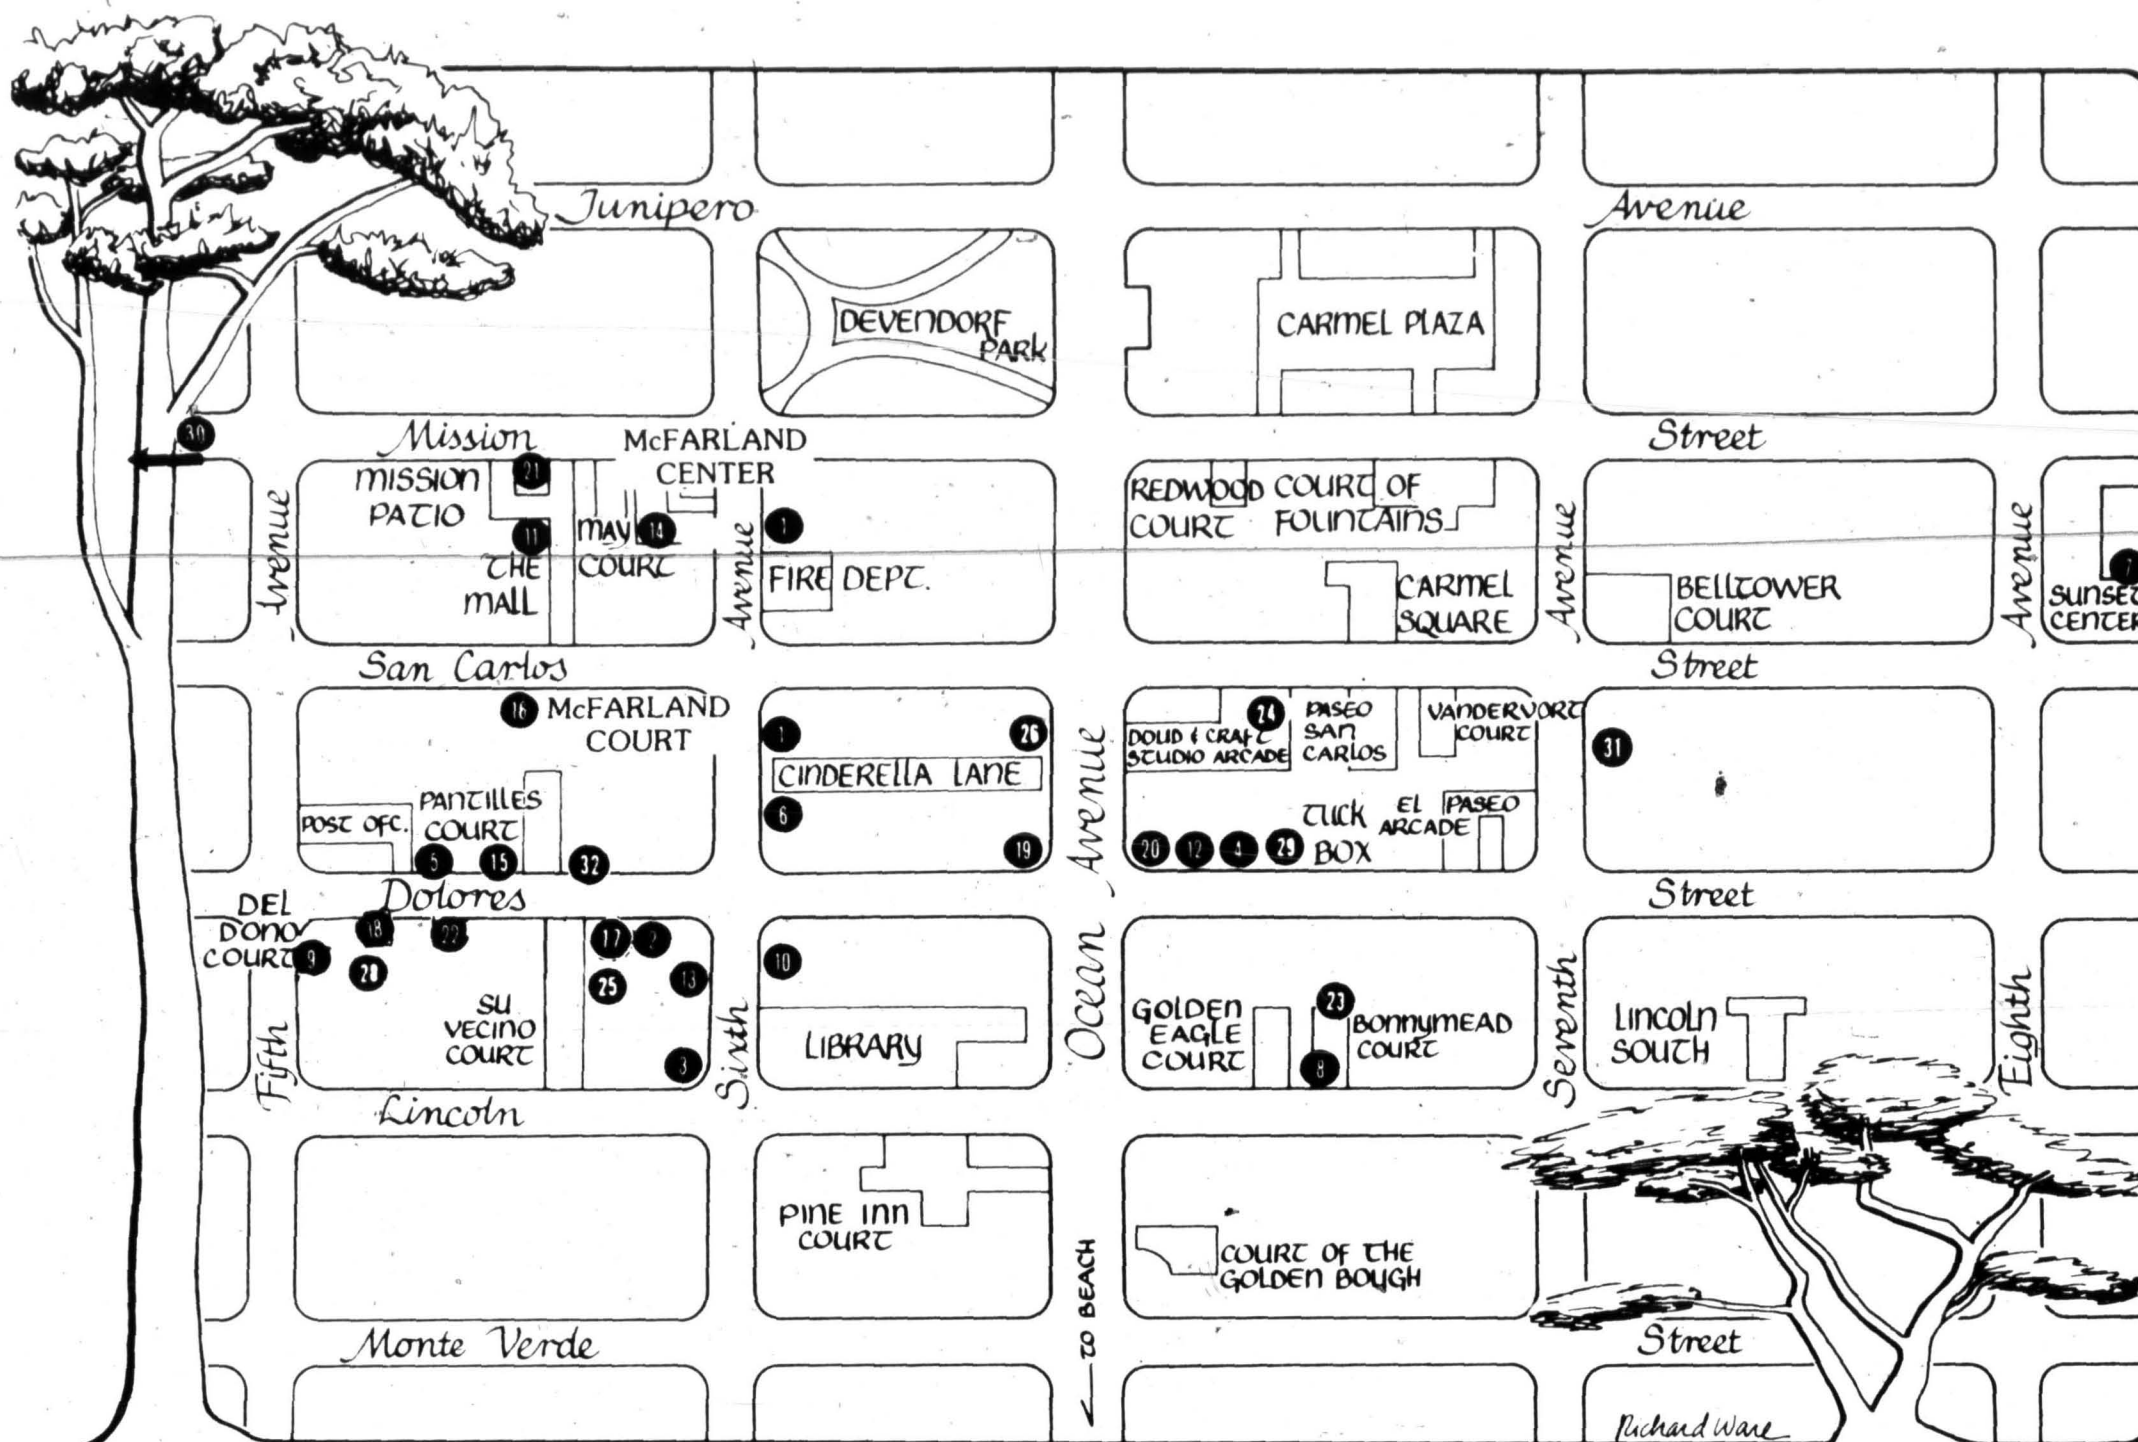 Junipero
Avenue
DEVENDORF
PARK
CARMEL PLAZA
30
Mission
Street
McFARLAND
CENTER
21
MISSION
PATIO
11
THE
MALL
MAY
14
COURT
1
FIRE DEPT.
REDWOOD
COURT
COURT OF
FOUNTAINS
CARMEL
SQUARE
BELLTOWER
COURT
7
SUNSET
CENTER
Avenue
Avenue
Avenue
Avenue
San Carlos
Street
16
McFARLAND
COURT
1
26
CINDERELLA LANE
6
19
24
DOUD & CRAFT
STUDIO ARCADE
PASEO
SAN
CARLOS
VANDERVORT
COURT
31
POST OFC.
PANTILLES
COURT
5
15
32
20
12
4
29
TUCK
BOX
EL PASEO
ARCADE
Dolores
Street
DEL
DONO
COURT
9
18
28
22
17
2
25
13
3
SU
VECINO
COURT
10
LIBRARY
GOLDEN
EAGLE
COURT
23
8
BONNYMEAD
COURT
LINCOLN
SOUTH
Fifth
Sixth
Ocean Avenue
Seventh
Eighth
Lincoln
PINE INN
COURT
COURT OF THE
GOLDEN BOUGH
TO BEACH
Monte Verde
Street
Richard Ware